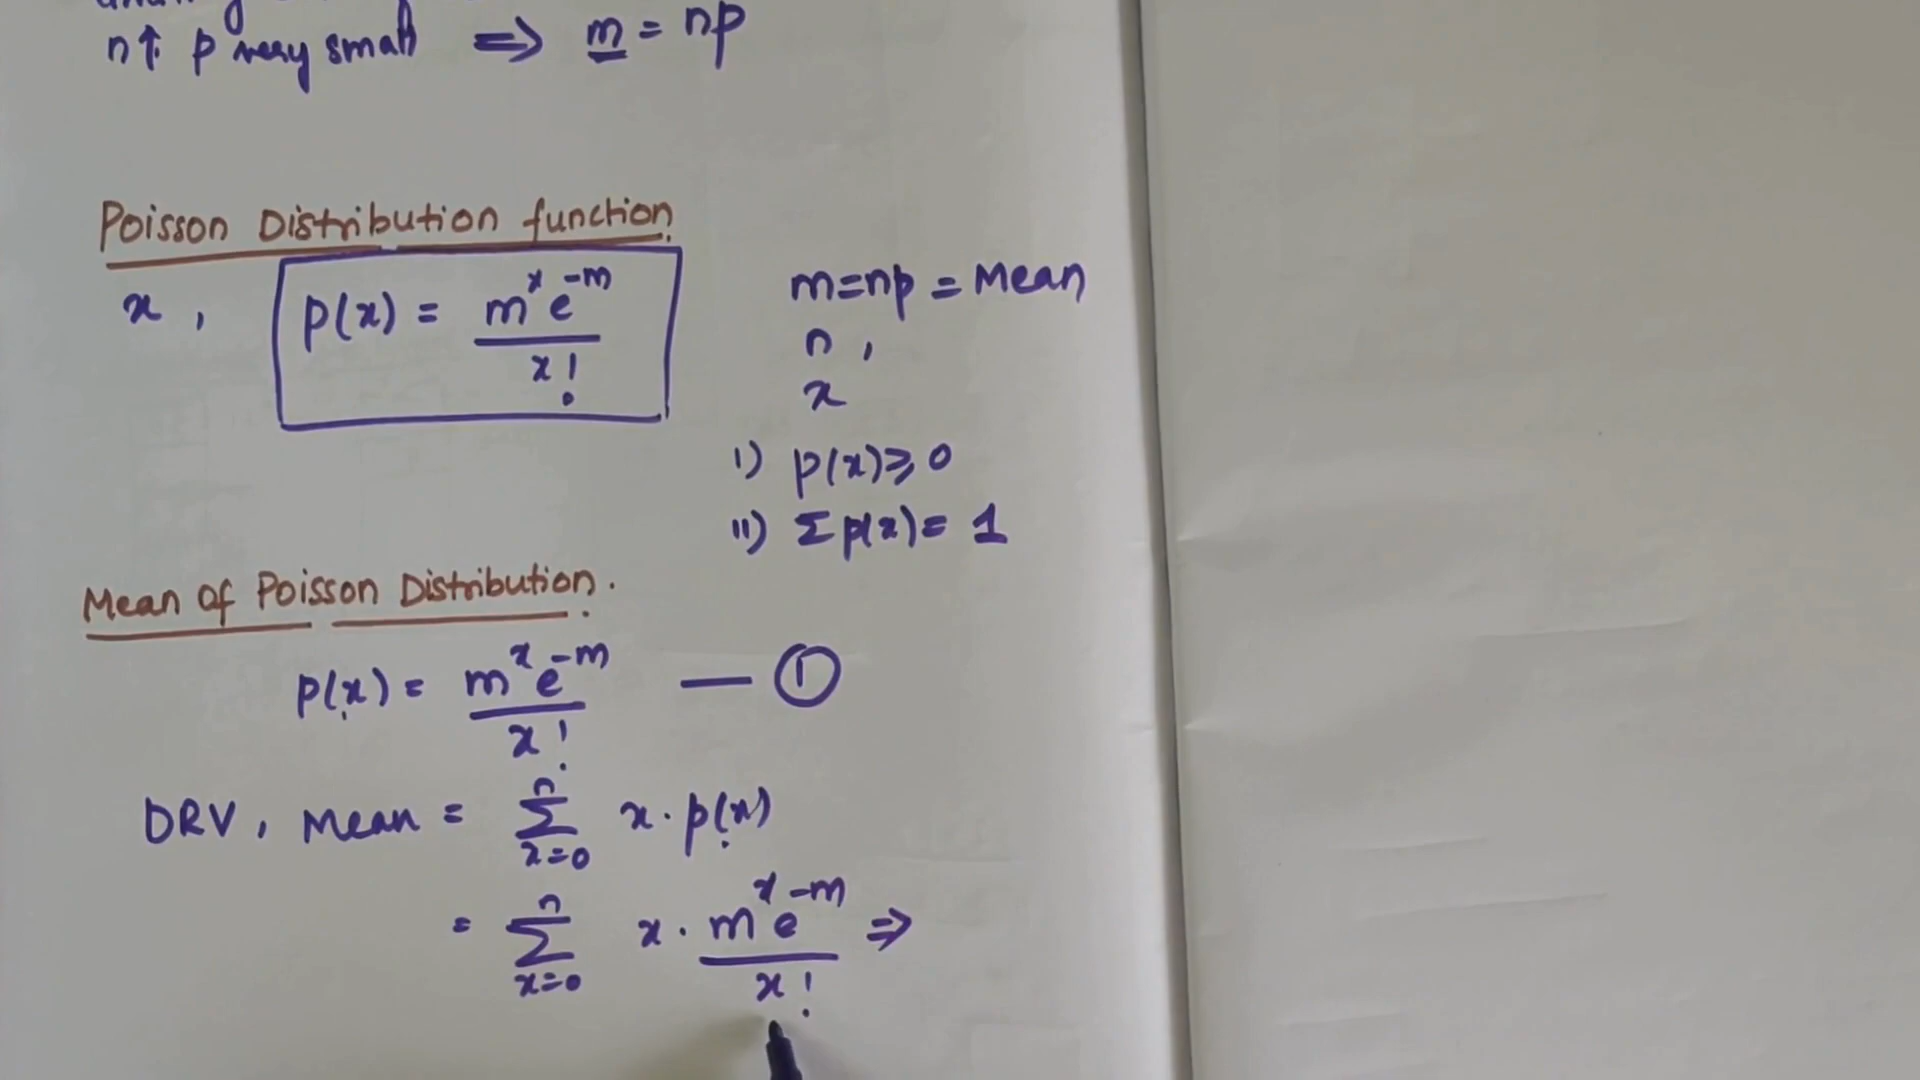 n↑ p very small ⇒ m = np
Poisson Distribution function.
x , p(x) = m^x e^-m / x!
m=np = Mean
n ,
x
i) p(x) ≥ 0
ii) Σ p(x) = 1
Mean of Poisson Distribution.
p(x) = m^x e^-m / x! — ①
DRV, Mean = Σ_{x=0}^{n} x · p(x)
= Σ_{x=0}^{n} x · m^x e^-m / x! ⇒